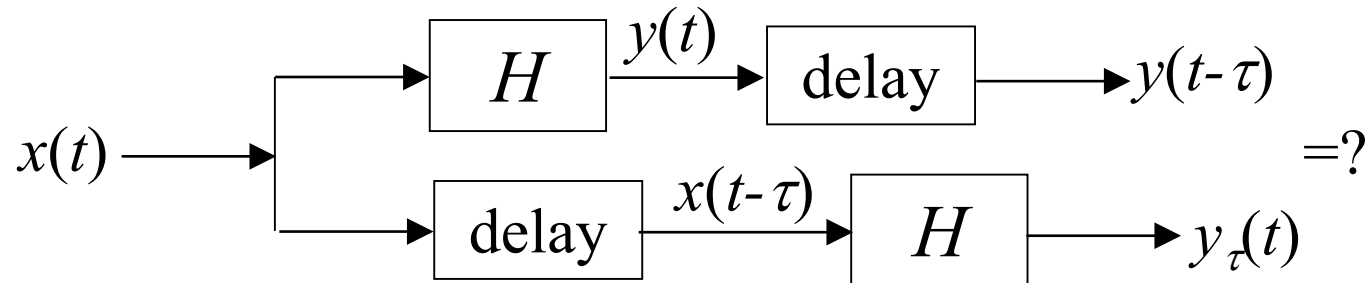 y(t)
H
delay
y(t-τ)
x(t)
=?
x(t-τ)
delay
H
y_τ(t)